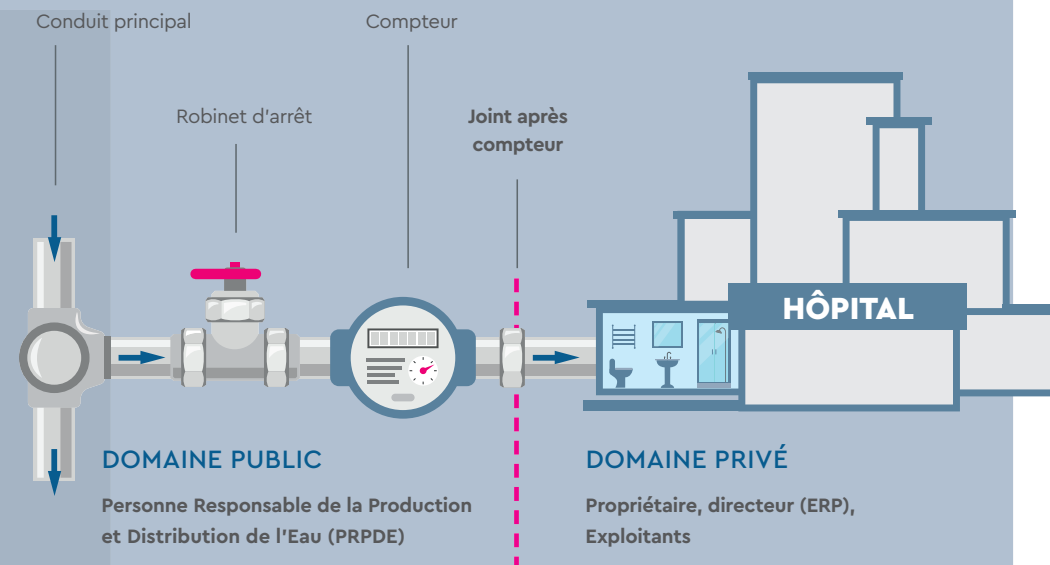 Conduit principal
Compteur
Robinet d'arrêt
Joint après
compteur
HÔPITAL
DOMAINE PUBLIC
Personne Responsable de la Production
et Distribution de l'Eau (PRPDE)
DOMAINE PRIVÉ
Propriétaire, directeur (ERP),
Exploitants